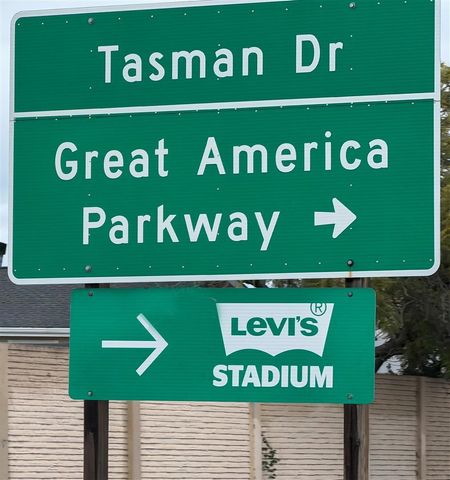 Tasman Dr
Great America
Parkway
LEVI'S ®
STADIUM